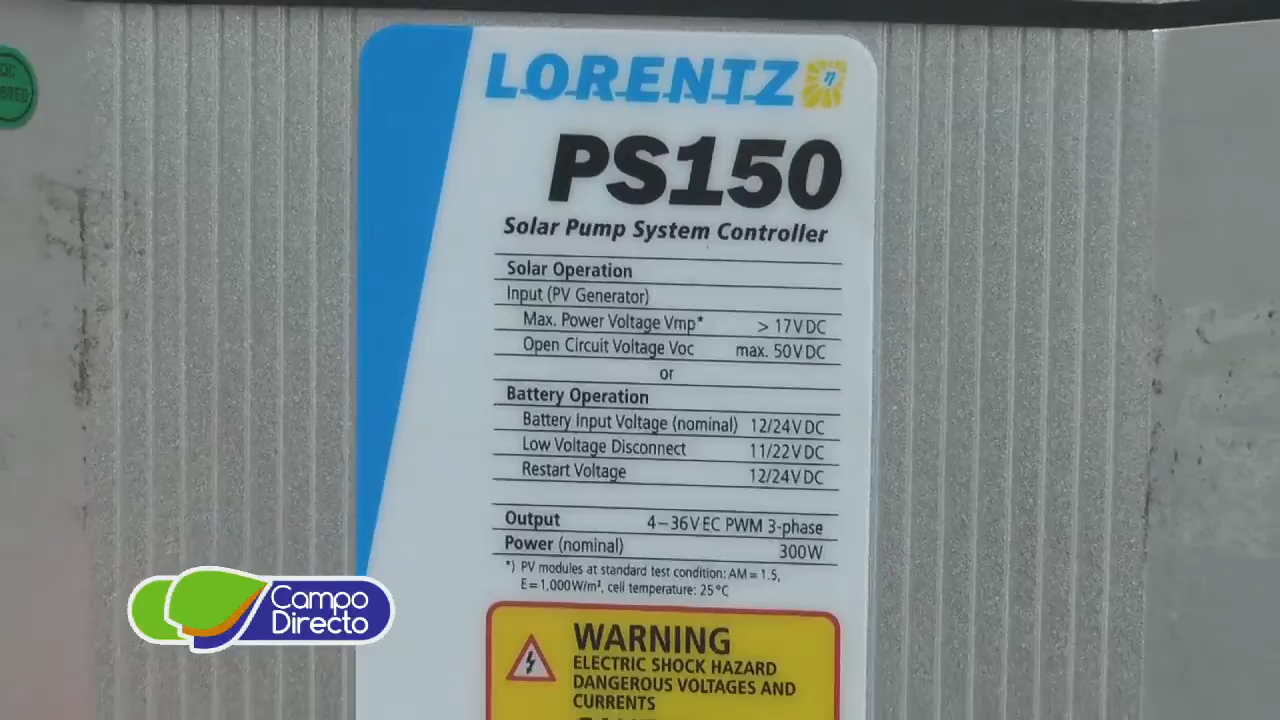 LORENTZ
η
PS150
Solar Pump System Controller
Solar Operation
Input (PV Generator)
Max. Power Voltage Vmp* > 17V DC
Open Circuit Voltage Voc max. 50V DC
or
Battery Operation
Battery Input Voltage (nominal) 12/24V DC
Low Voltage Disconnect 11/22V DC
Restart Voltage 12/24V DC
Output 4–36V EC PWM 3-phase
Power (nominal) 300W
*) PV modules at standard test condition: AM = 1.5,
E = 1,000W/m², cell temperature: 25°C
WARNING
ELECTRIC SHOCK HAZARD
DANGEROUS VOLTAGES AND
CURRENTS
Campo
Directo